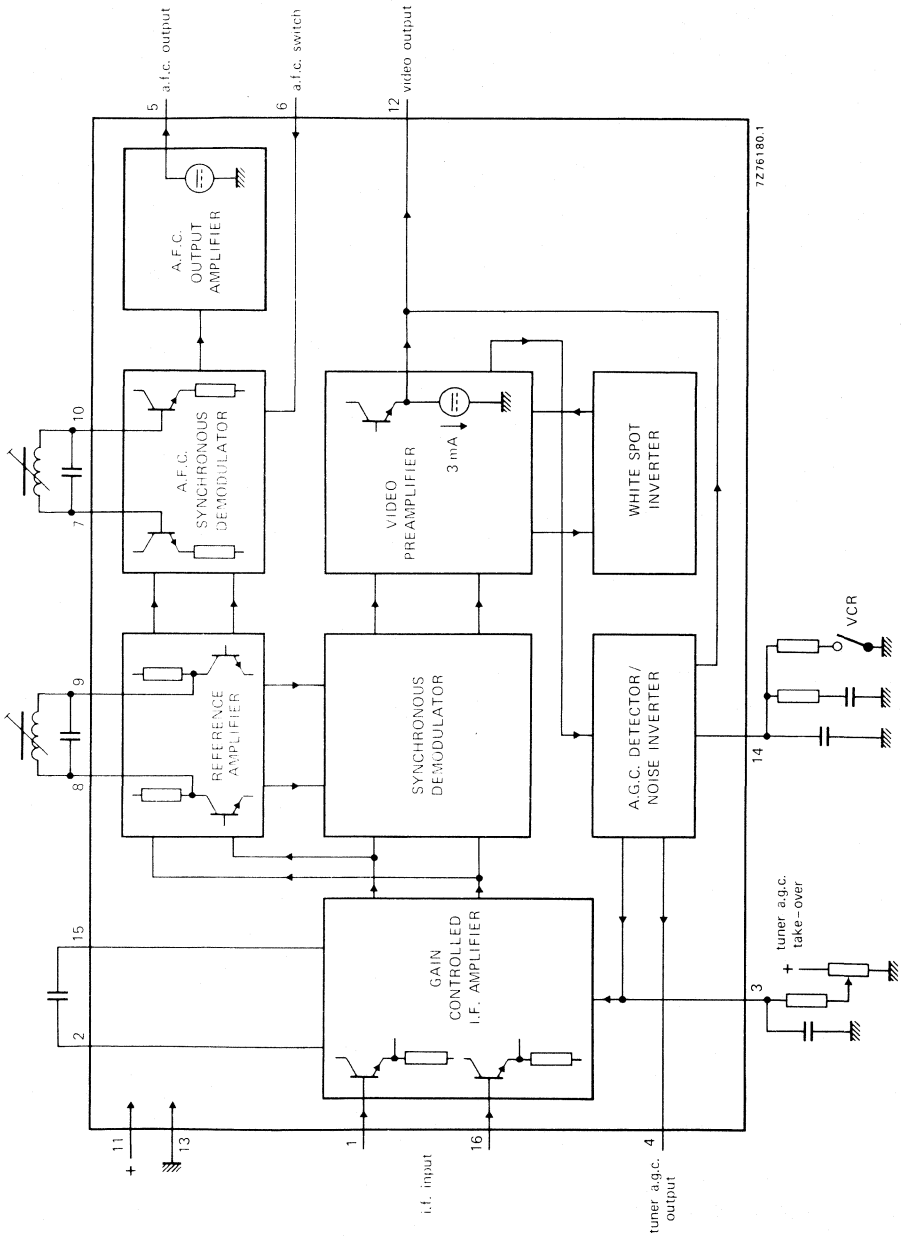 11
+
13
2
15
8
9
7
10
5 a.f.c. output
6 a.f.c. switch
12 video output
A.F.C.
OUTPUT
AMPLIFIER
A.F.C.
SYNCHRONOUS
DEMODULATOR
REFERENCE
AMPLIFIER
GAIN
CONTROLLED
I.F. AMPLIFIER
SYNCHRONOUS
DEMODULATOR
VIDEO
PREAMPLIFIER
3 mA
A.G.C. DETECTOR/
NOISE INVERTER
WHITE SPOT
INVERTER
1
i.f. input
16
tuner a.g.c.
output
4
3
+
tuner a.g.c.
take-over
14
VCR
7Z76180.1